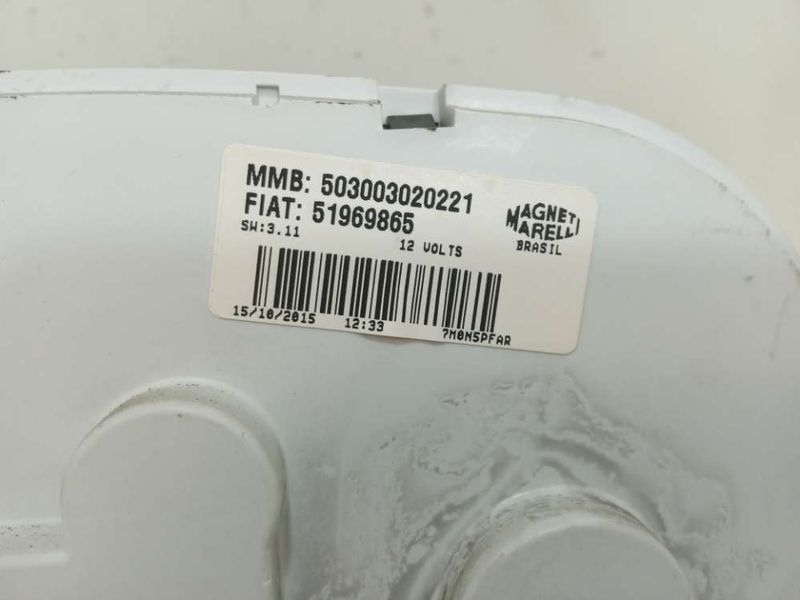 MMB: 503003020221
FIAT: 51969865
SW:3.11
12 VOLTS
MAGNETI
MARELLI
BRASIL
15/10/2015 12:33 7M0N5PFAR